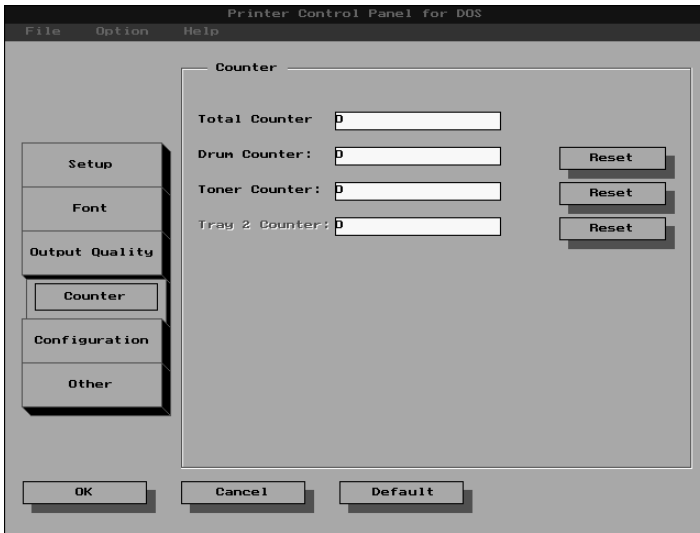 Printer Control Panel for DOS
File Option Help
Counter
Total Counter 0
Drum Counter: 0 Reset
Toner Counter: 0 Reset
Tray 2 Counter: 0 Reset
Setup
Font
Output Quality
Counter
Configuration
Other
OK Cancel Default